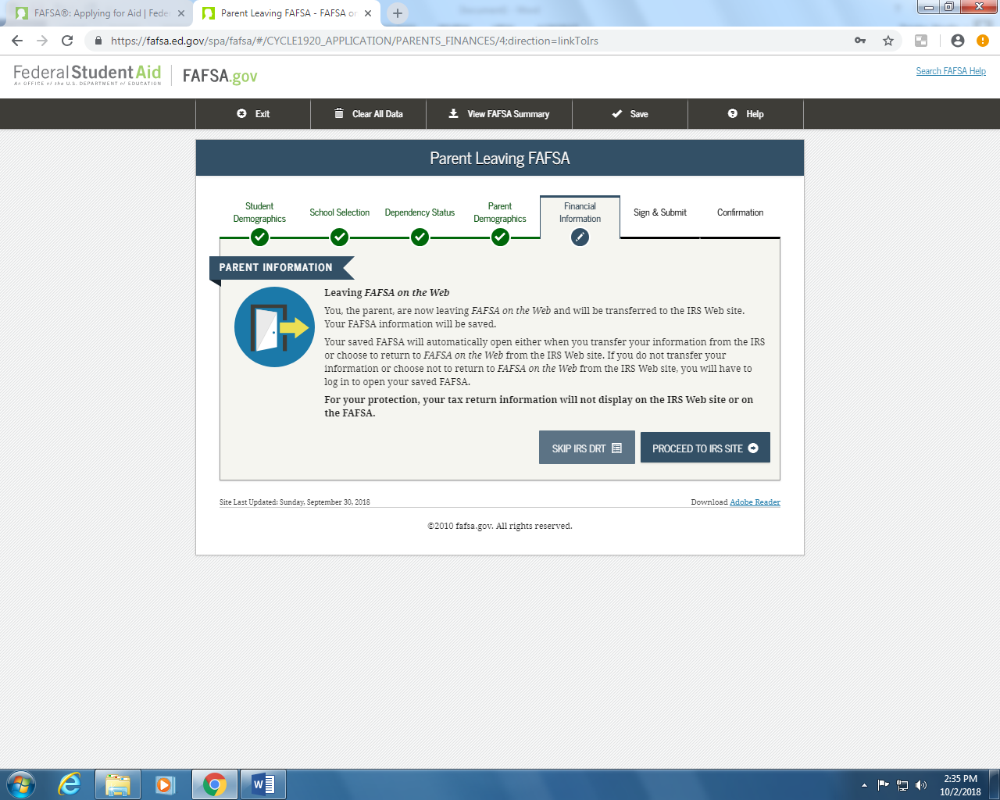 FAFSA®: Applying for Aid | Fede
Parent Leaving FAFSA - FAFSA or
https://fafsa.ed.gov/spa/fafsa/#/CYCLE1920_APPLICATION/PARENTS_FINANCES/4;direction=linkToIrs
Federal Student Aid
An OFFICE of the U.S. DEPARTMENT of EDUCATION
FAFSA.gov
Search FAFSA Help
Exit
Clear All Data
View FAFSA Summary
Save
Help
Parent Leaving FAFSA
Student
Demographics
School Selection
Dependency Status
Parent
Demographics
Financial
Information
Sign & Submit
Confirmation
PARENT INFORMATION
Leaving FAFSA on the Web
You, the parent, are now leaving FAFSA on the Web and will be transferred to the IRS Web site.
Your FAFSA information will be saved.
Your saved FAFSA will automatically open either when you transfer your information from the IRS
or choose to return to FAFSA on the Web from the IRS Web site. If you do not transfer your
information or choose not to return to FAFSA on the Web from the IRS Web site, you will have to
log in to open your saved FAFSA.
For your protection, your tax return information will not display on the IRS Web site or on
the FAFSA.
SKIP IRS DRT
PROCEED TO IRS SITE
Site Last Updated: Sunday, September 30, 2018
Download Adobe Reader
©2010 fafsa.gov. All rights reserved.
W
2:35 PM
10/2/2018